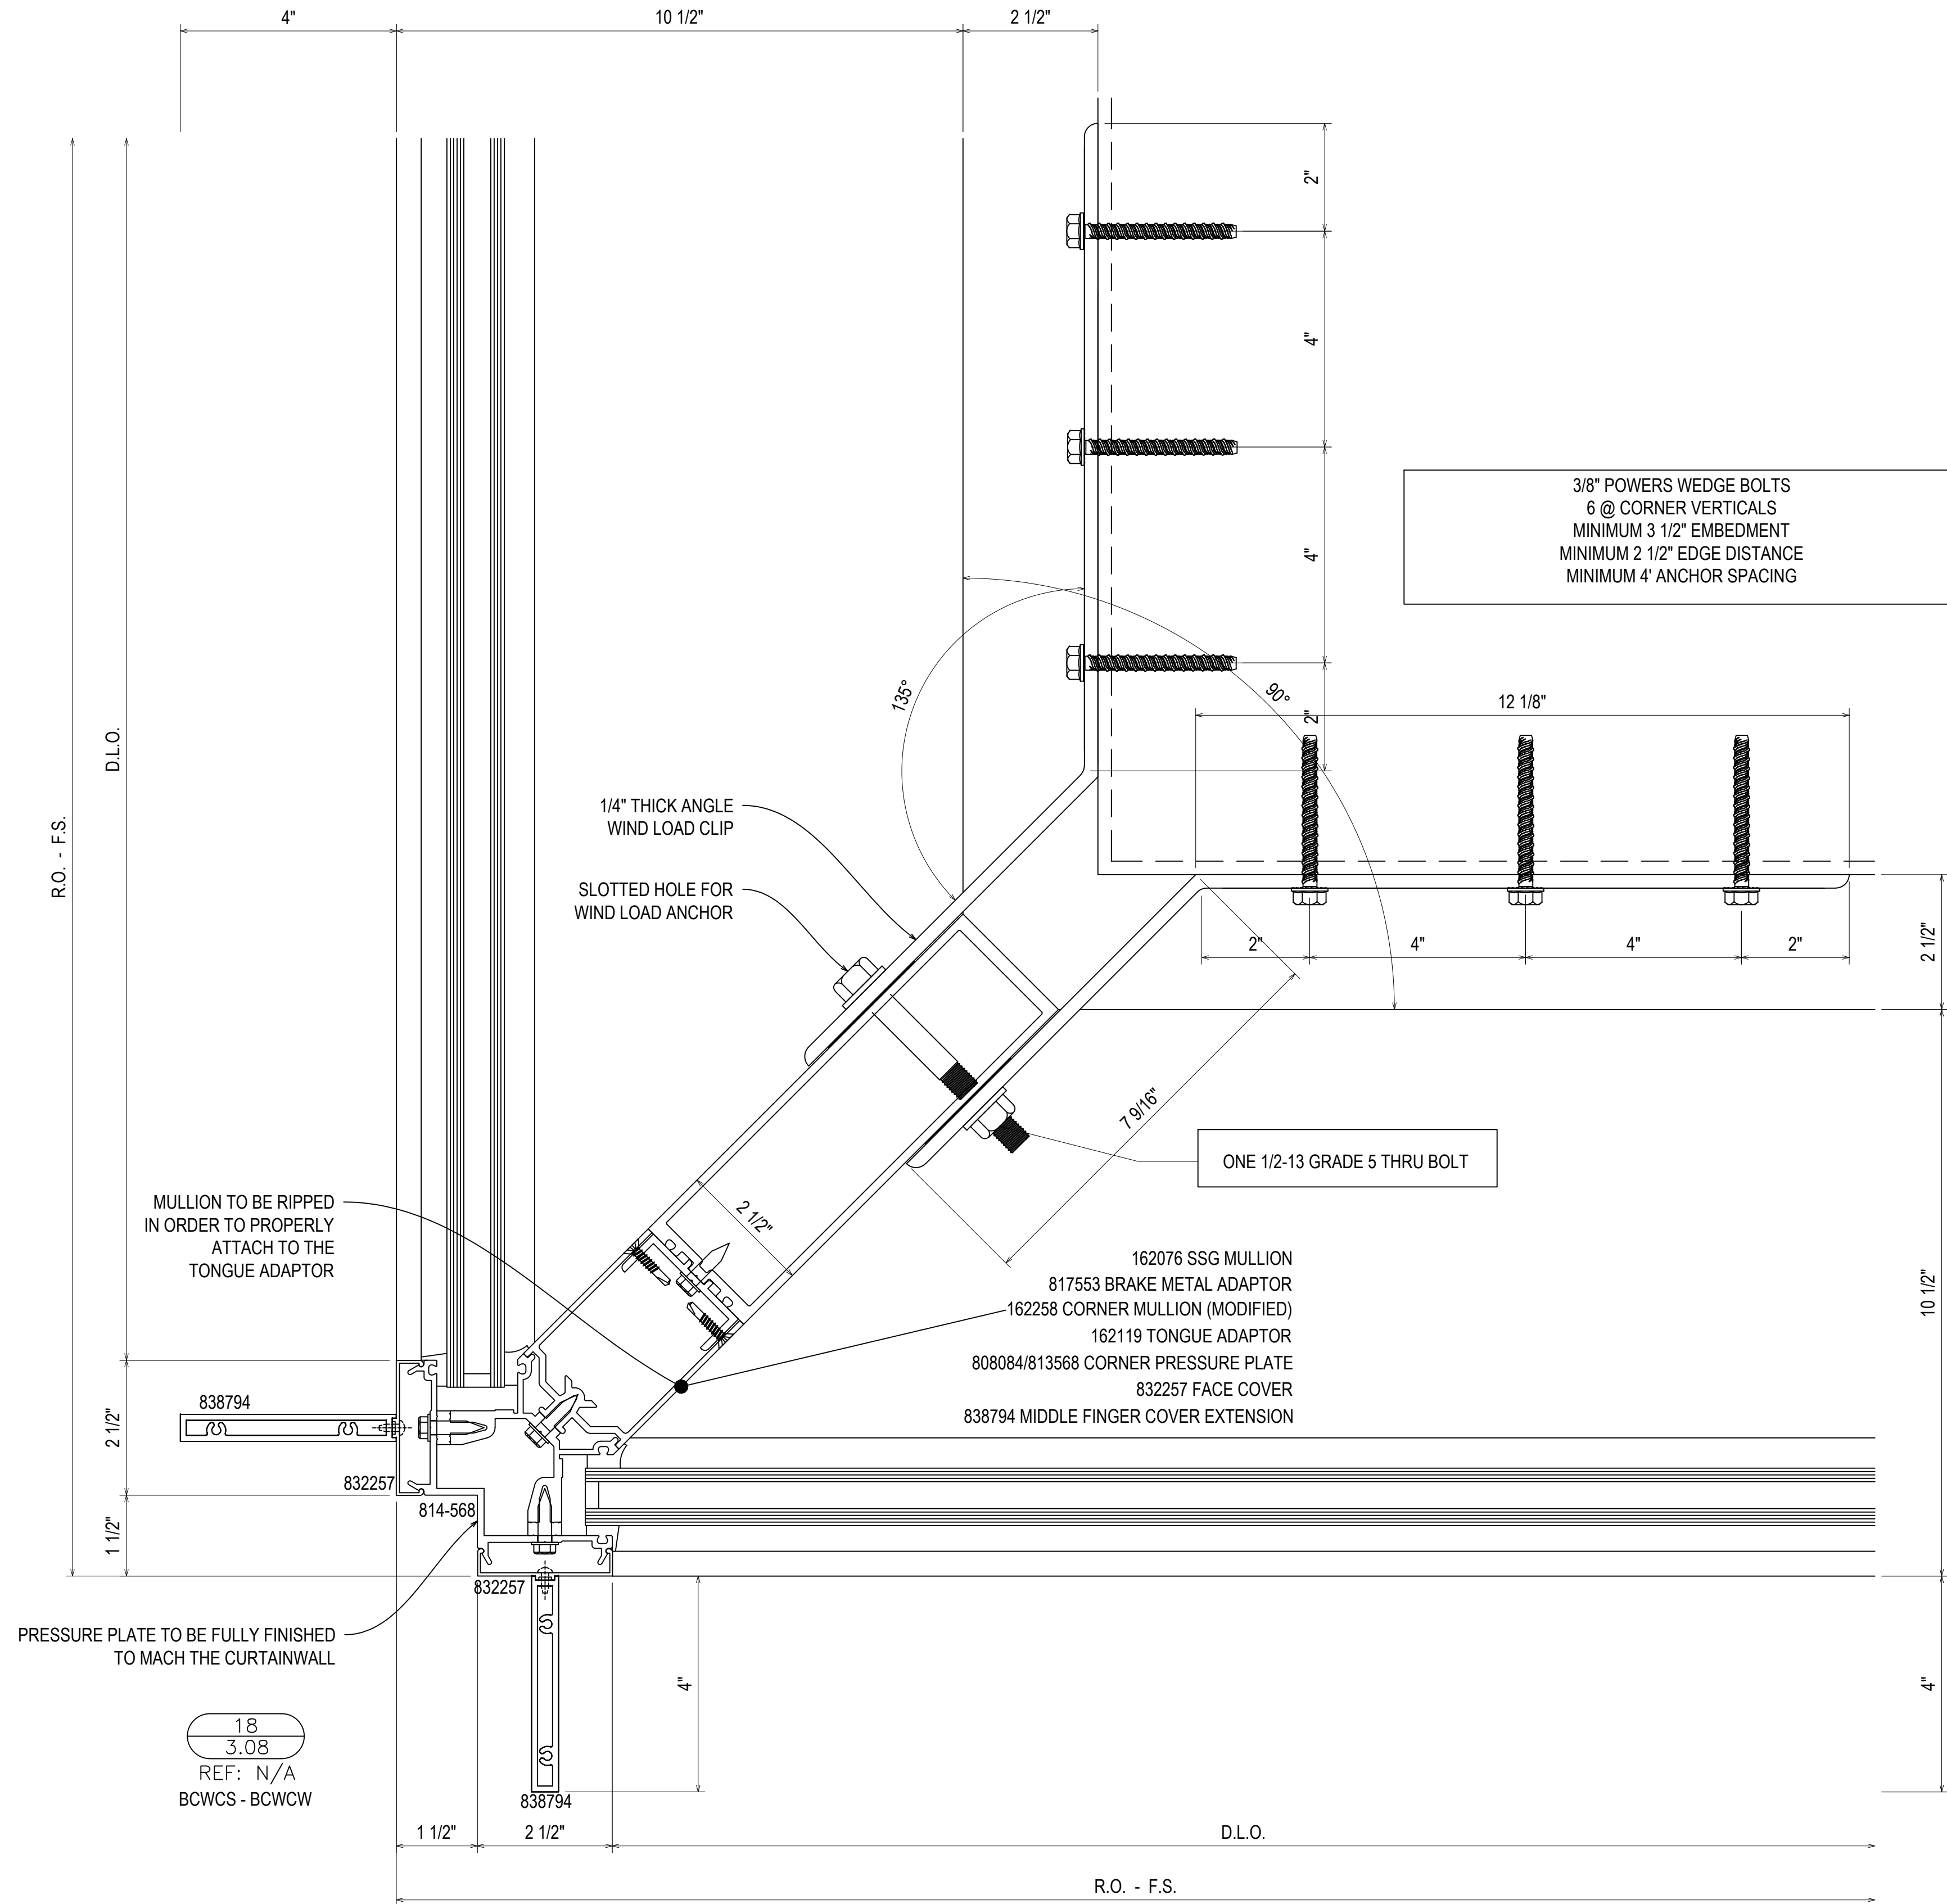 4"
10 1/2"
2 1/2"
2"
4"
4"
2"
3/8" POWERS WEDGE BOLTS
6 @ CORNER VERTICALS
MINIMUM 3 1/2" EMBEDMENT
MINIMUM 2 1/2" EDGE DISTANCE
MINIMUM 4' ANCHOR SPACING
135°
90°
12 1/8"
D.L.O.
R.O. - F.S.
1/4" THICK ANGLE
WIND LOAD CLIP
SLOTTED HOLE FOR
WIND LOAD ANCHOR
2"
4"
4"
2"
2 1/2"
7 9/16"
ONE 1/2-13 GRADE 5 THRU BOLT
MULLION TO BE RIPPED
IN ORDER TO PROPERLY
ATTACH TO THE
TONGUE ADAPTOR
2 1/2"
162076 SSG MULLION
817553 BRAKE METAL ADAPTOR
162258 CORNER MULLION (MODIFIED)
162119 TONGUE ADAPTOR
808084/813568 CORNER PRESSURE PLATE
832257 FACE COVER
838794 MIDDLE FINGER COVER EXTENSION
10 1/2"
838794
2 1/2"
832257
814-568
1 1/2"
832257
PRESSURE PLATE TO BE FULLY FINISHED
TO MACH THE CURTAINWALL
4"
4"
18
3.08
REF: N/A
BCWCS - BCWCW
838794
1 1/2"
2 1/2"
D.L.O.
R.O. - F.S.